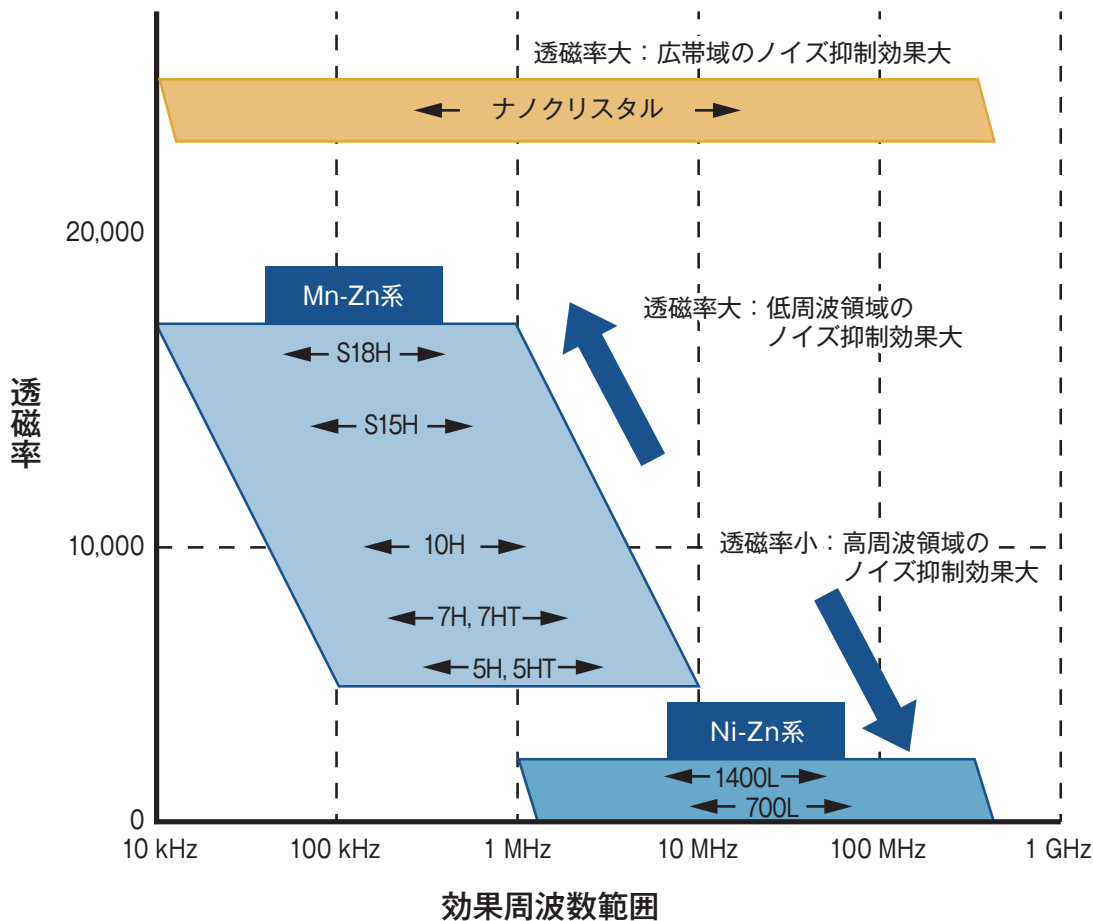 透磁率大：広帯域のノイズ抑制効果大
ナノクリスタル
20,000
Mn-Zn系
透磁率大：低周波領域の
ノイズ抑制効果大
S18H
透磁率
S15H
10,000
10H
透磁率小：高周波領域の
ノイズ抑制効果大
7H, 7HT
5H, 5HT
Ni-Zn系
1400L
700L
0
10 kHz 100 kHz 1 MHz 10 MHz 100 MHz 1 GHz
効果周波数範囲